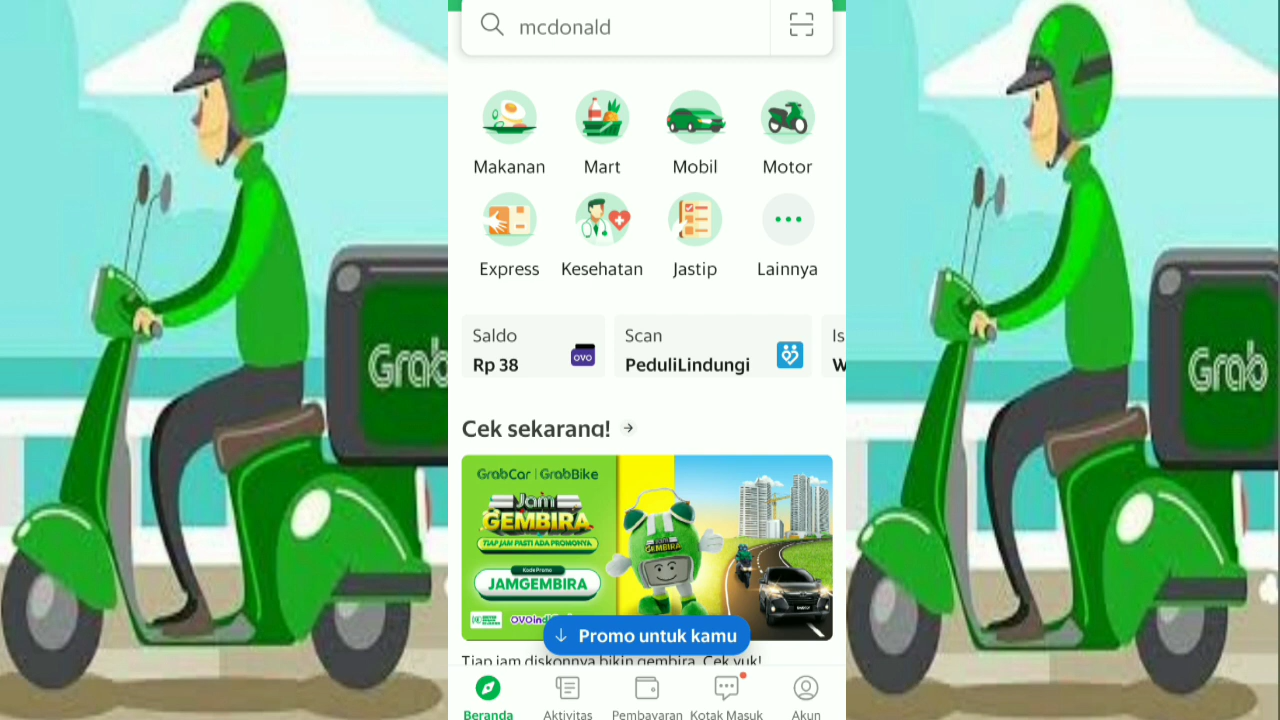 mcdonald
Makanan
Mart
Mobil
Motor
Express
Kesehatan
Jastip
Lainnya
Saldo
Rp 38
OVO
Scan
PeduliLindungi
Is
W
Cek sekarang!
GrabCar | GrabBike
Jam
GEMBIRA
TIAP JAM PASTI ADA PROMONYA
Kode Promo
JAMGEMBIRA
Jam
GEMBIRA
Promo untuk kamu
Tiap jam diskonnya bikin gembira. Cek yuk!
Beranda
Aktivitas
Pembayaran
Kotak Masuk
Akun
Grab
Grab